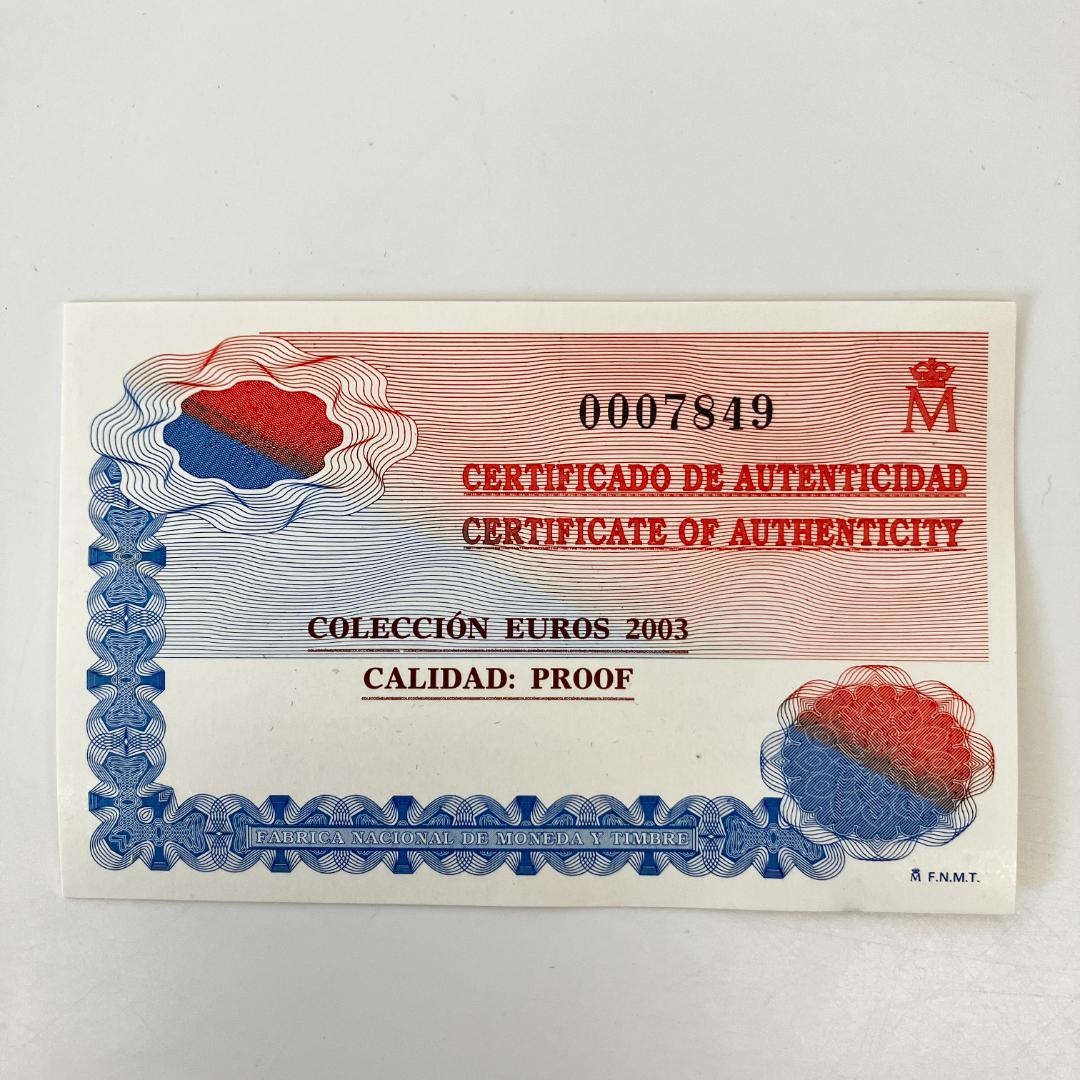 0007849
M
CERTIFICADO DE AUTENTICIDAD
CERTIFICATE OF AUTHENTICITY
COLECCIÓN EUROS 2003
CALIDAD: PROOF
FABRICA NACIONAL DE MONEDA Y TIMBRE
M F.N.M.T.